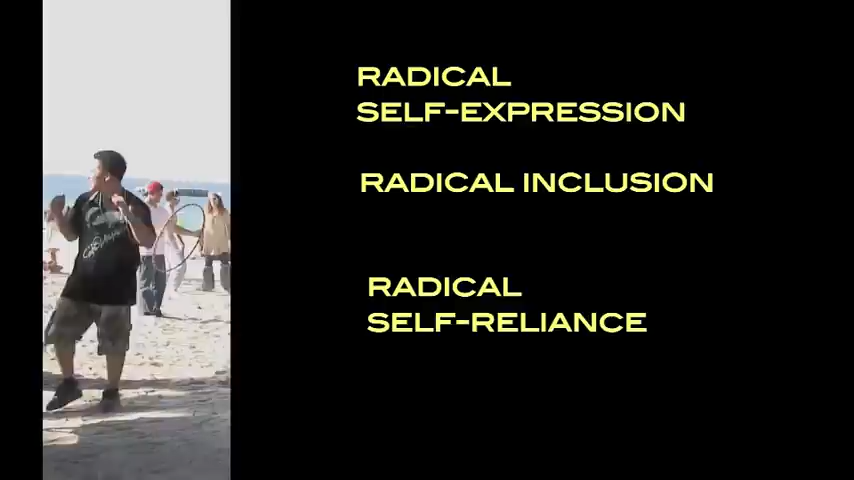 RADICAL
SELF-EXPRESSION
RADICAL INCLUSION
RADICAL
SELF-RELIANCE